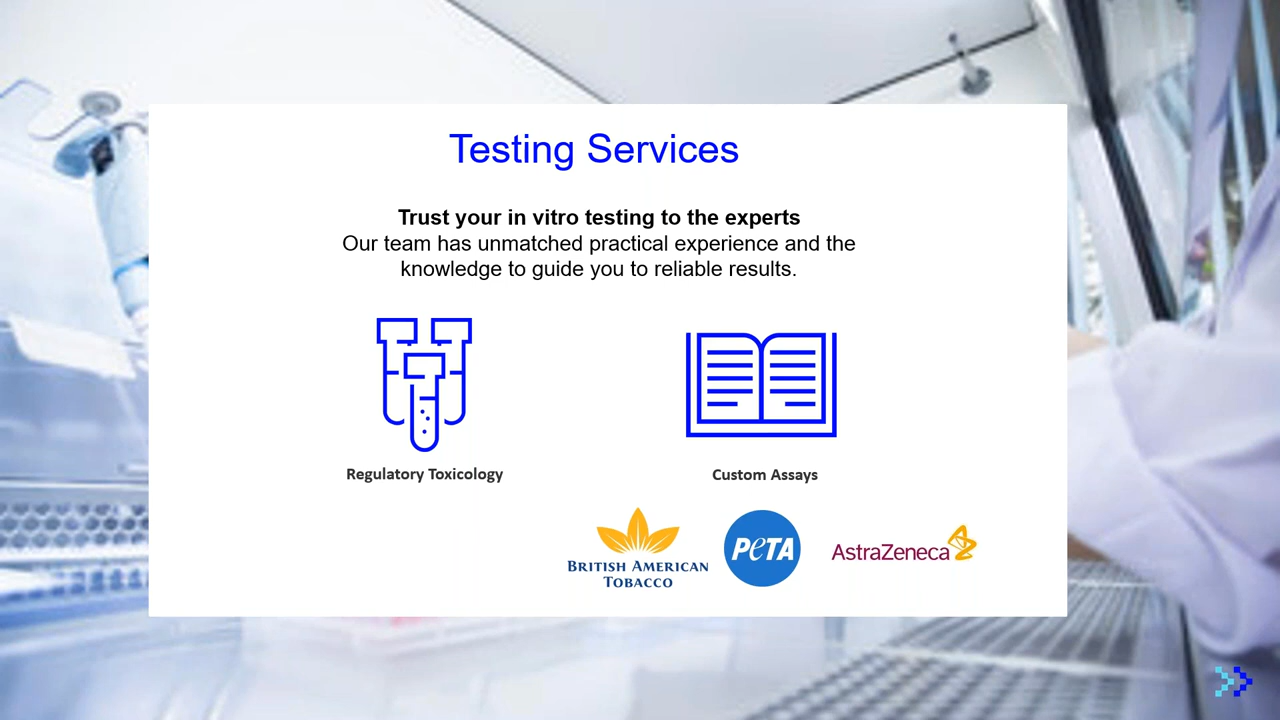 Testing Services
Trust your in vitro testing to the experts
Our team has unmatched practical experience and the
knowledge to guide you to reliable results.
Regulatory Toxicology
Custom Assays
BRITISH AMERICAN
TOBACCO
PeTA
AstraZeneca